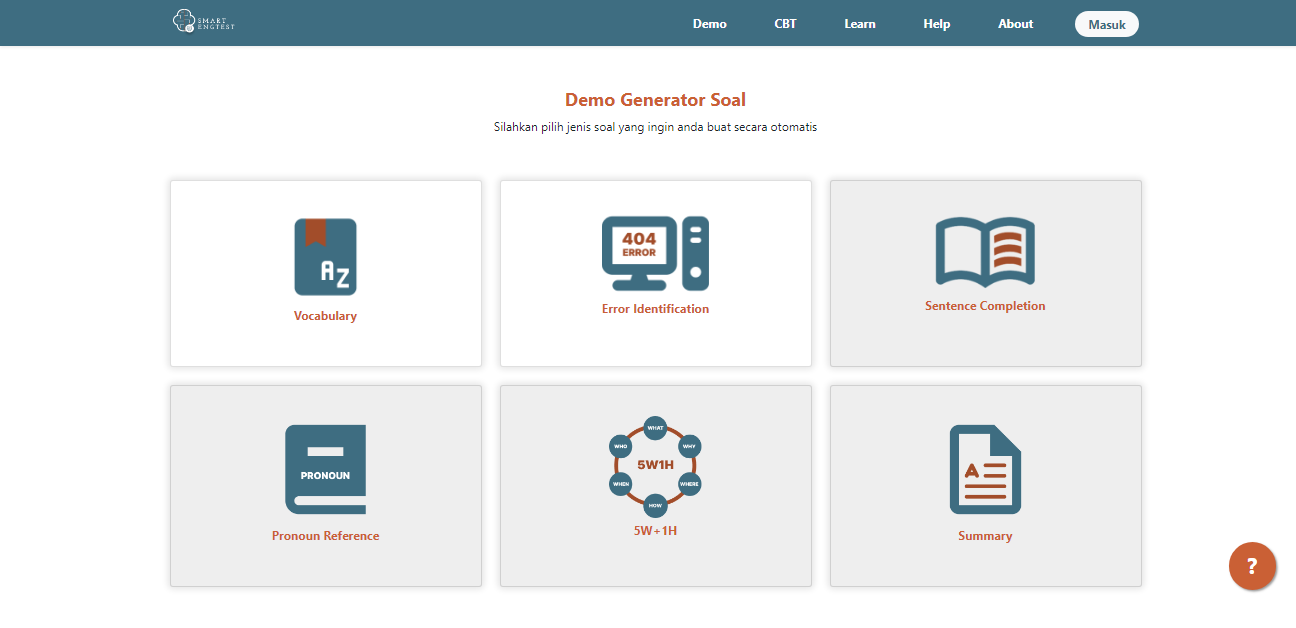 SMART
ENGTEST
Demo
CBT
Learn
Help
About
Masuk
Demo Generator Soal
Silahkan pilih jenis soal yang ingin anda buat secara otomatis
AZ
Vocabulary
404
ERROR
Error Identification
Sentence Completion
PRONOUN
Pronoun Reference
WHAT
WHO
WHY
5W1H
WHEN
WHERE
HOW
5W+1H
A
Summary
?